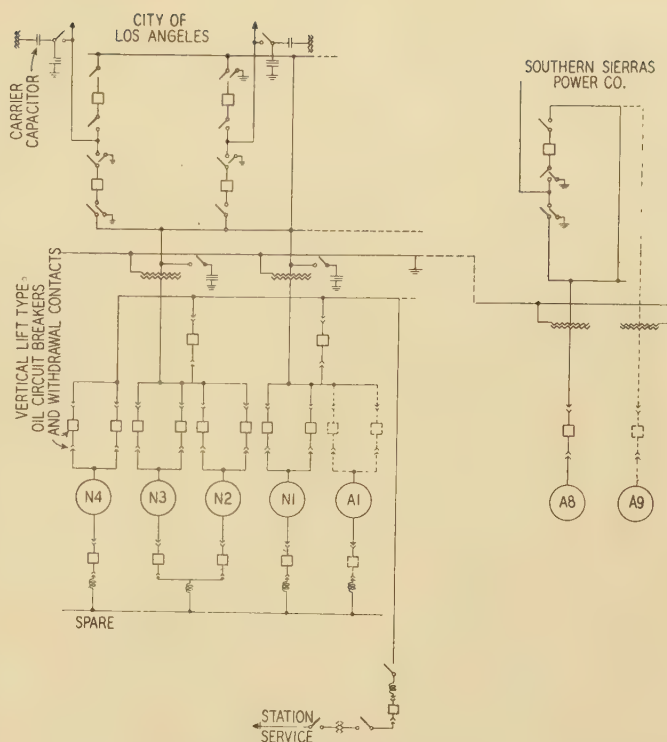 CITY OF
LOS ANGELES
CARRIER
CAPACITOR
SOUTHERN SIERRAS
POWER CO.
VERTICAL LIFT TYPE
OIL CIRCUIT BREAKERS
AND WITHDRAWAL CONTACTS
N4
N3
N2
N1
A1
A8
A9
SPARE
STATION
SERVICE